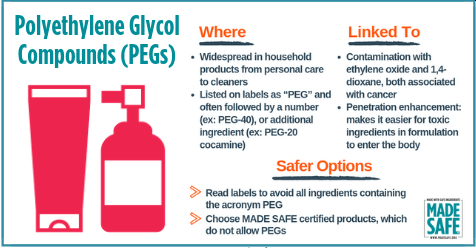 Polyethylene Glycol
Compounds (PEGs)
Where
• Widespread in household
products from personal care
to cleaners
• Listed on labels as “PEG” and
often followed by a number
(ex: PEG-40), or additional
ingredient (ex: PEG-20
cocamine)
Linked To
• Contamination with
ethylene oxide and 1,4-
dioxane, both associated
with cancer
• Penetration enhancement:
makes it easier for toxic
ingredients in formulation
to enter the body
Safer Options
Read labels to avoid all ingredients containing
the acronym PEG
Choose MADE SAFE certified products, which
do not allow PEGs
MADE WITH SAFE INGREDIENTS
MADE
SAFE